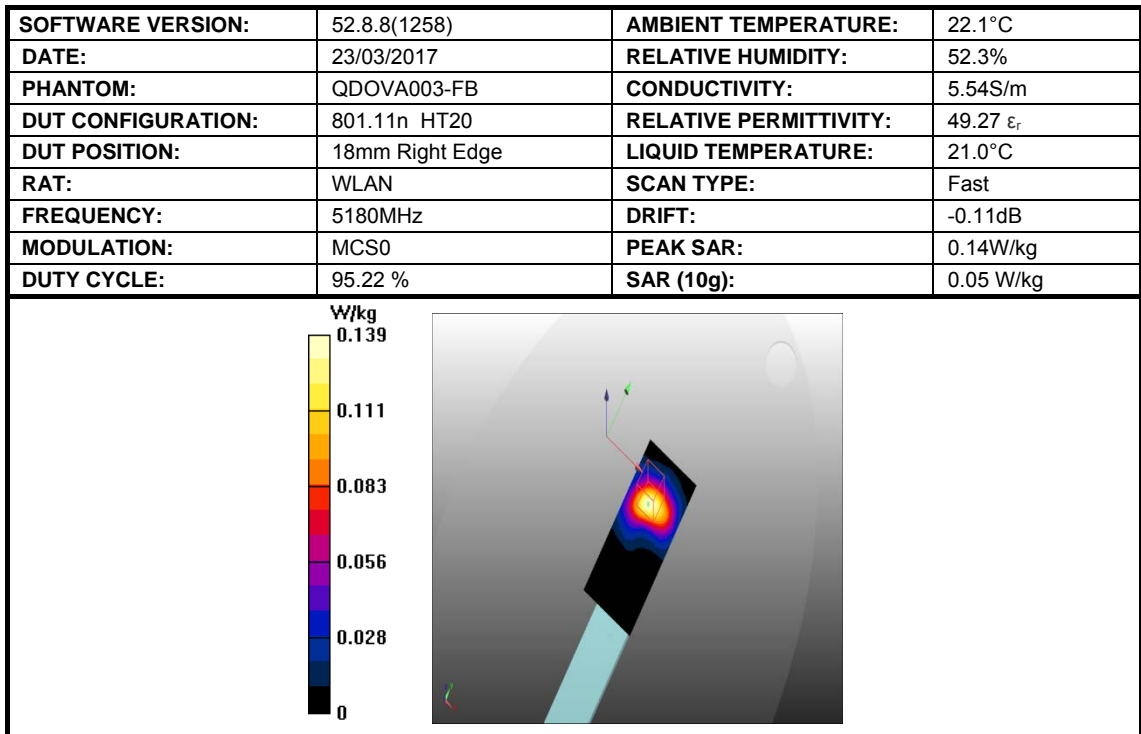 SOFTWARE VERSION: 52.8.8(1258) AMBIENT TEMPERATURE: 22.1°C
DATE: 23/03/2017 RELATIVE HUMIDITY: 52.3%
PHANTOM: QDOVA003-FB CONDUCTIVITY: 5.54S/m
DUT CONFIGURATION: 801.11n HT20 RELATIVE PERMITTIVITY: 49.27 εr
DUT POSITION: 18mm Right Edge LIQUID TEMPERATURE: 21.0°C
RAT: WLAN SCAN TYPE: Fast
FREQUENCY: 5180MHz DRIFT: -0.11dB
MODULATION: MCS0 PEAK SAR: 0.14W/kg
DUTY CYCLE: 95.22 % SAR (10g): 0.05 W/kg
W/kg
0.139
0.111
0.083
0.056
0.028
0